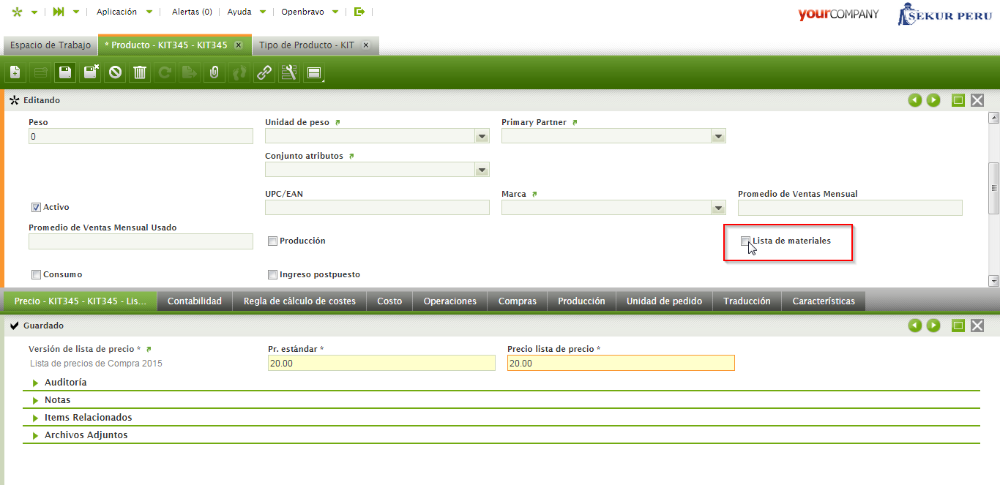 Aplicación
Alertas (0)
Ayuda
Openbravo
yourCOMPANY
SEKUR PERU
Espacio de Trabajo
* Producto - KIT345 - KIT345
Tipo de Producto - KIT
Editando
Peso
Unidad de peso
Primary Partner
0
Conjunto atributos
Activo
UPC/EAN
Marca
Promedio de Ventas Mensual
Promedio de Ventas Mensual Usado
Producción
Lista de materiales
Consumo
Ingreso postpuesto
Precio - KIT345 - KIT345 - Lis...
Contabilidad
Regla de cálculo de costes
Costo
Operaciones
Compras
Producción
Unidad de pedido
Traducción
Características
Guardado
Versión de lista de precio *
Pr. estándar *
Precio lista de precio *
Lista de precios de Compra 2015
20.00
20.00
Auditoría
Notas
Items Relacionados
Archivos Adjuntos